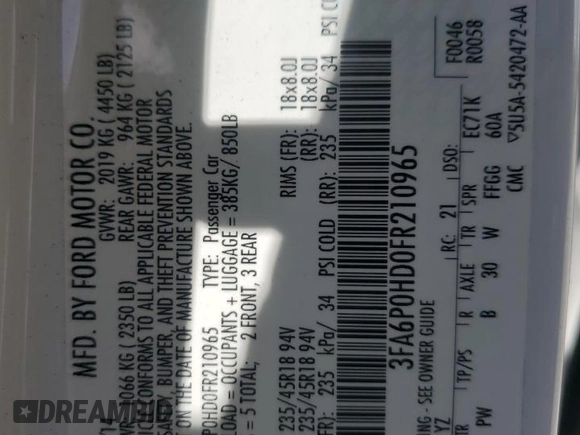 MFD. BY FORD MOTOR CO.
GVWR: 2019 KG ( 4450 LB)
066 KG ( 2350 LB) REAR GAWR: 964 KG ( 2125 LB)
CONFORMS TO ALL APPLICABLE FEDERAL MOTOR
BUMPER, AND THEFT PREVENTION STANDARDS
ON THE DATE OF MANUFACTURE SHOWN ABOVE.
P0HD0FR210965 TYPE: Passenger Car
LOAD = OCCUPANTS + LUGGAGE = 385KG/ 850LB
= 5 TOTAL; 2 FRONT, 3 REAR
235/45R18 94V RIMS (FR): 18x8.0J
235/45R18 94V (RR): 18x8.0J
(FR): 235 kPa/ 34 PSI COLD (RR): 235 kPa/ 34 PSI CO
3FA6P0HD0FR210965
NG - SEE OWNER GUIDE
YZ RC: 21 DSO: F0046
R0058
TP/PS R AXLE TR SPR EC71K
PW B 30 W FFGG 60A
CMC ▽5U5A-5420472-AA
DREAMBID